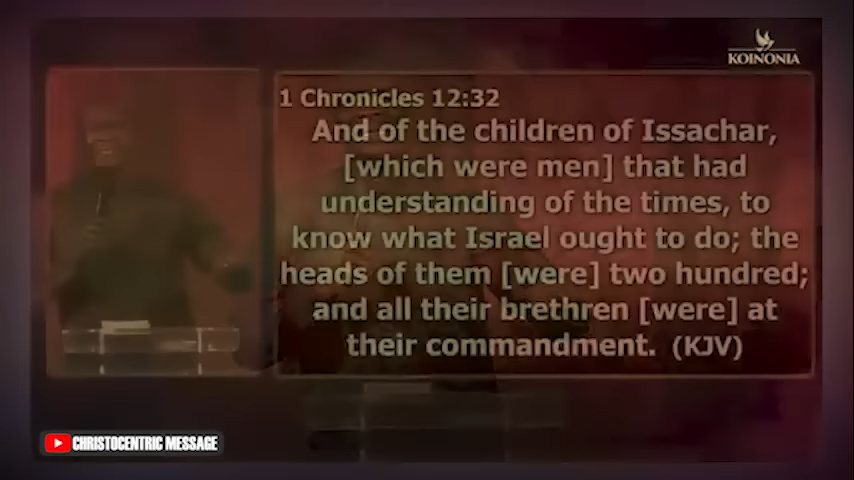 KOINONIA
1 Chronicles 12:32
And of the children of Issachar,
[which were men] that had
understanding of the times, to
know what Israel ought to do; the
heads of them [were] two hundred;
and all their brethren [were] at
their commandment. (KJV)
CHRISTOCENTRIC MESSAGE